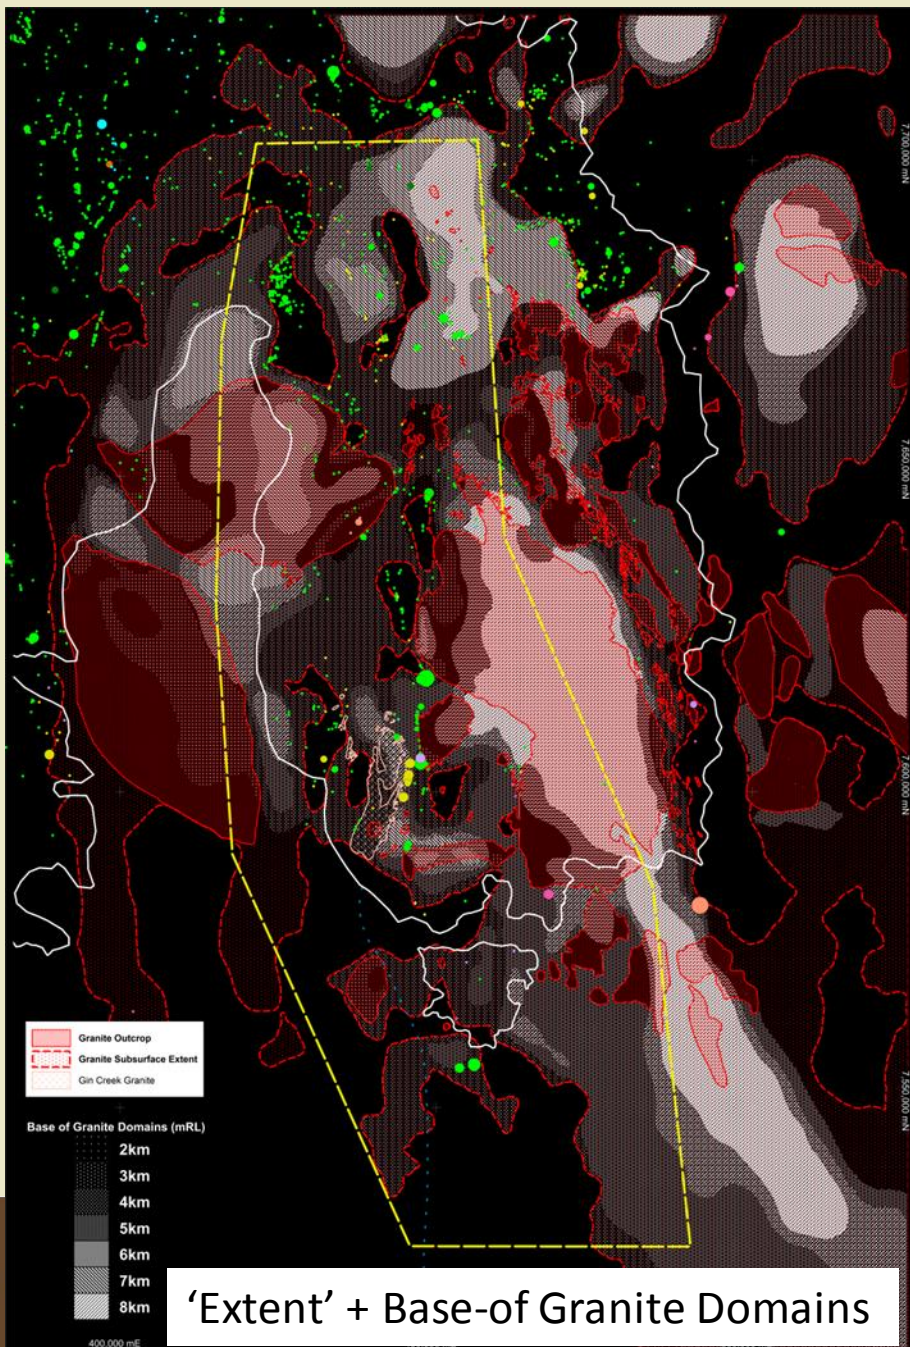 7,700,000 mN
7,650,000 mN
7,600,000 mN
7,550,000 mN
Granite Outcrop
Granite Subsurface Extent
Gin Creek Granite
Base of Granite Domains (mRL)
2km
3km
4km
5km
6km
7km
8km
400,000 mE
'Extent' + Base-of Granite Domains